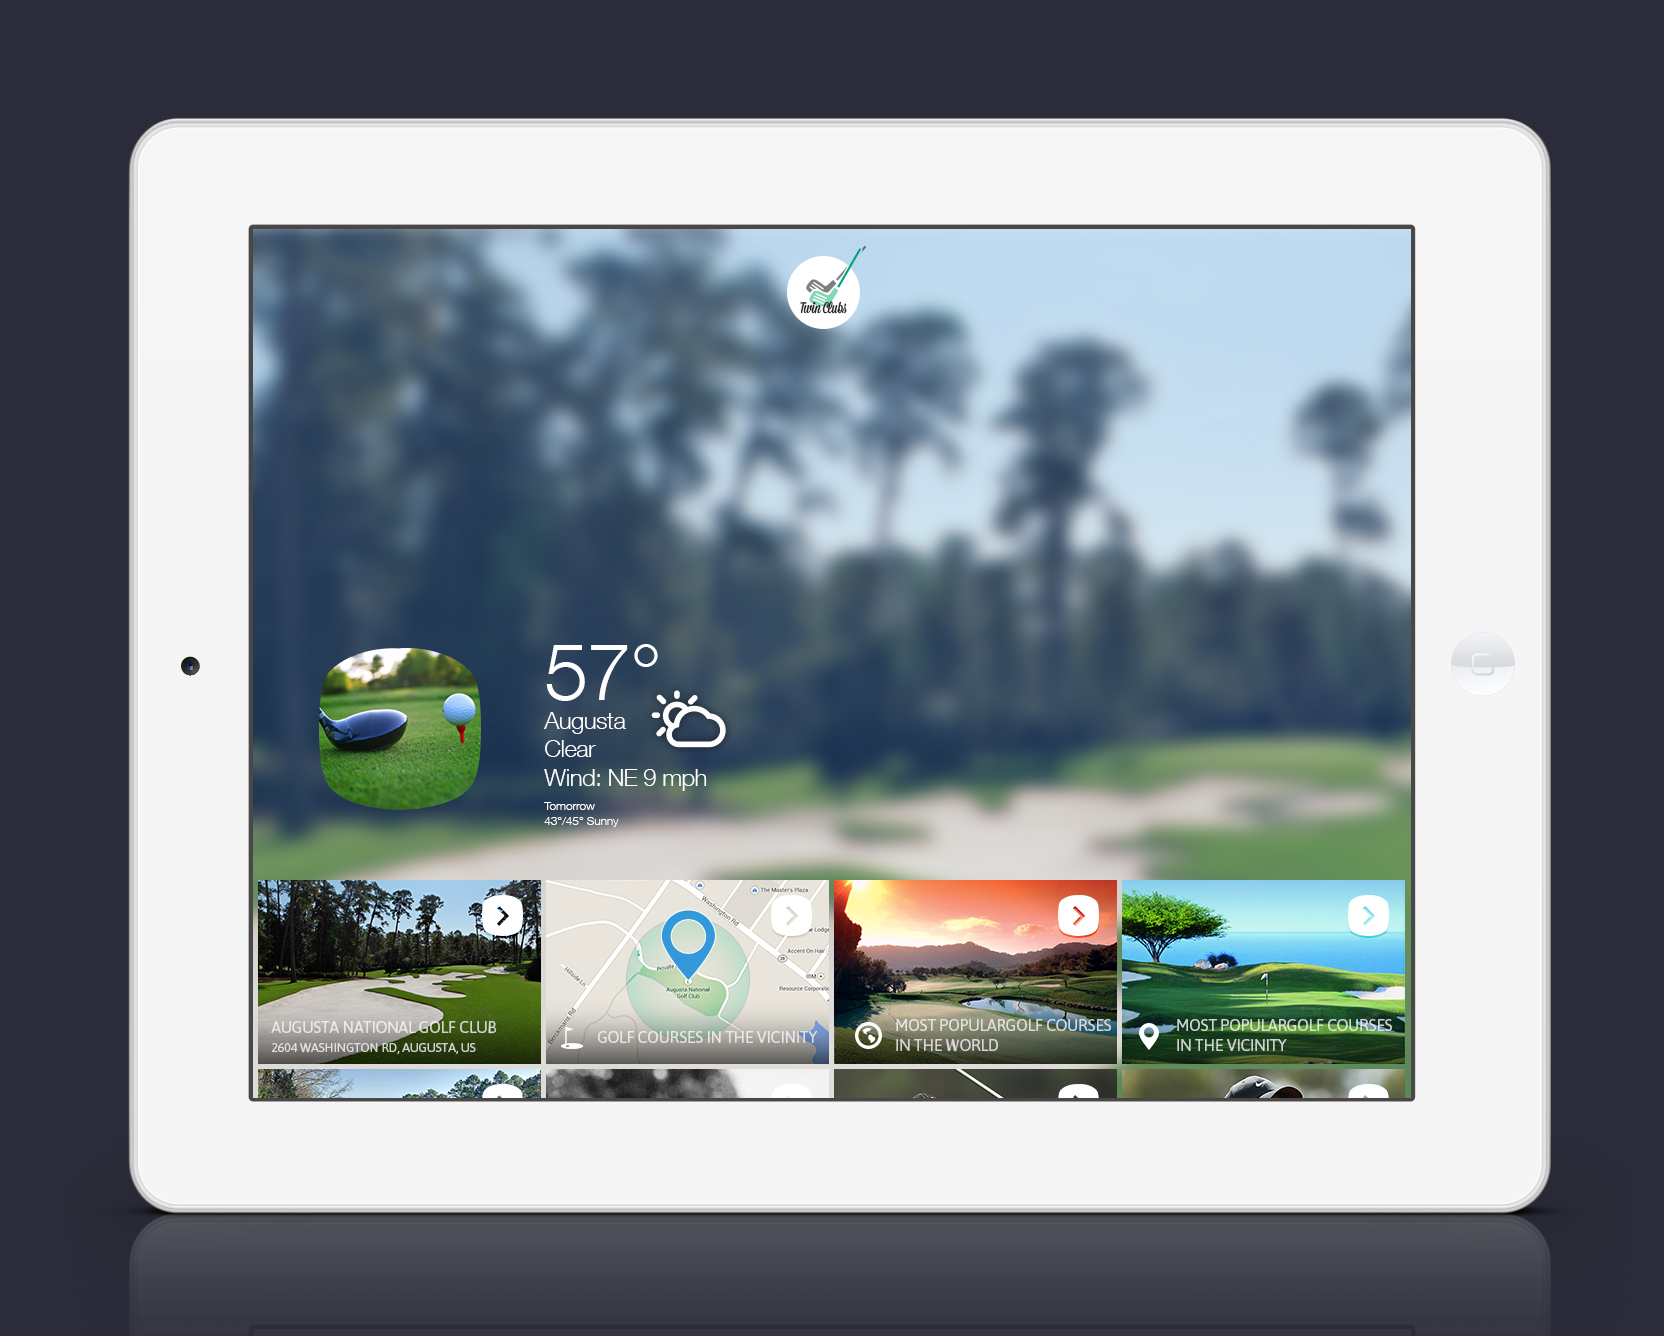 Twin Clubs
57°
Augusta
Clear
Wind: NE 9 mph
Tomorrow
43°/45° Sunny
AUGUSTA NATIONAL GOLF CLUB
2604 WASHINGTON RD, AUGUSTA, US
The Master's Plaza
Washington Rd
e Lodge
Accent On Hair
28
IBM
Resource Corporate
Hillside Ln
Private
Augusta National
Golf Club
Berckmans Rd
GOLF COURSES IN THE VICINITY
MOST POPULARGOLF COURSES
IN THE WORLD
MOST POPULARGOLF COURSES
IN THE VICINITY